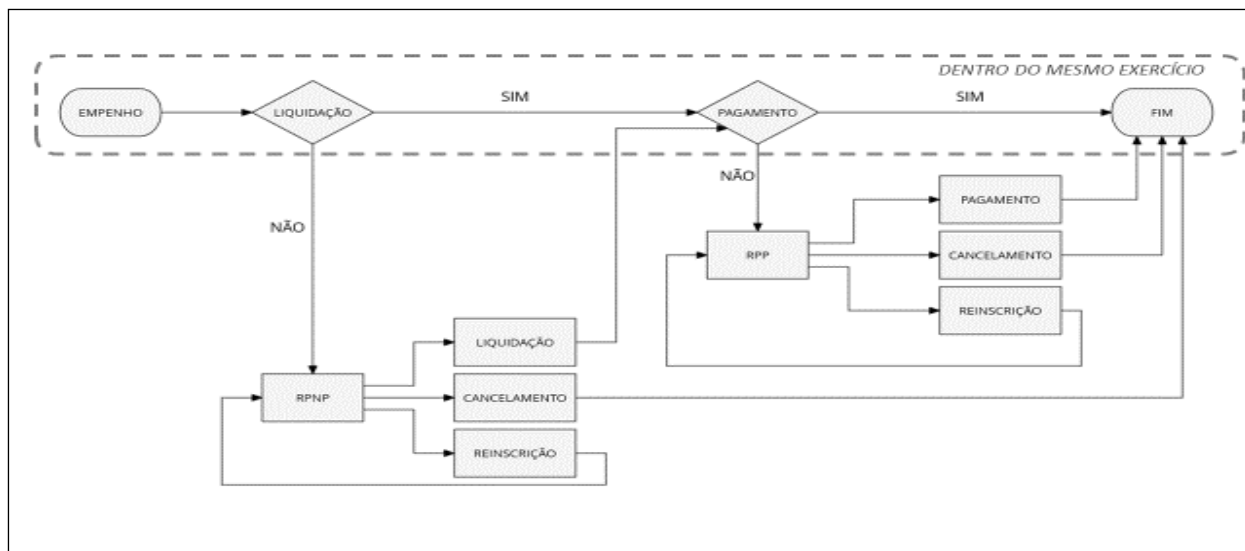 DENTRO DO MESMO EXERCÍCIO
EMPENHO
LIQUIDAÇÃO
SIM
PAGAMENTO
SIM
FIM
NÃO
NÃO
RPP
PAGAMENTO
CANCELAMENTO
REINSCRIÇÃO
RPNP
LIQUIDAÇÃO
CANCELAMENTO
REINSCRIÇÃO